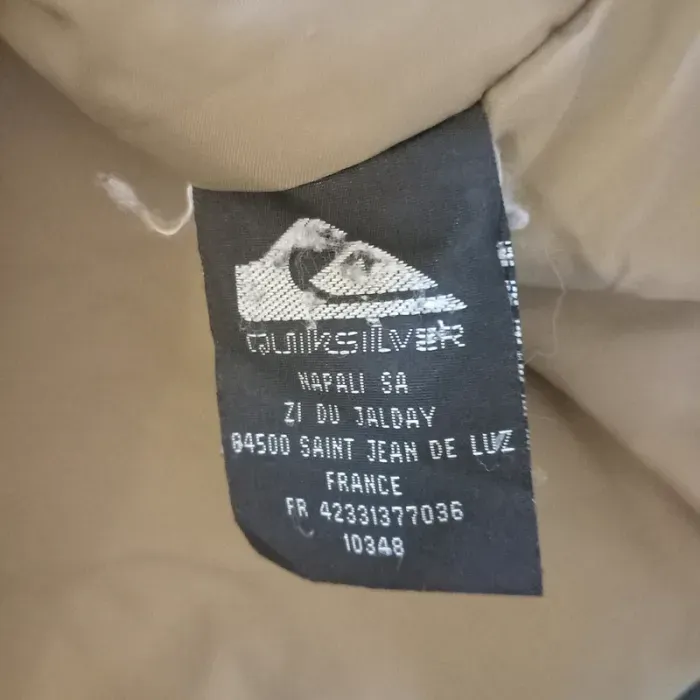 QUIKSILVER
NAPALI SA
ZI DU JALDAY
64500 SAINT JEAN DE LUZ
FRANCE
FR 42331377036
10348